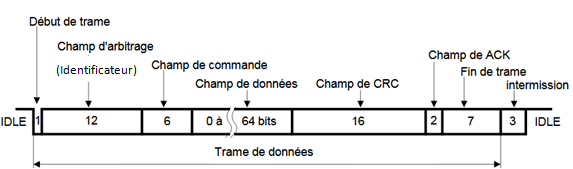 Début de trame
Champ d'arbitrage
Champ de ACK
(Identificateur)
Champ de commande
Fin de trame
Champ de données
Champ de CRC
intermission
IDLE 1 12 6 0 à 64 bits 16 2 7 3 IDLE
Trame de données